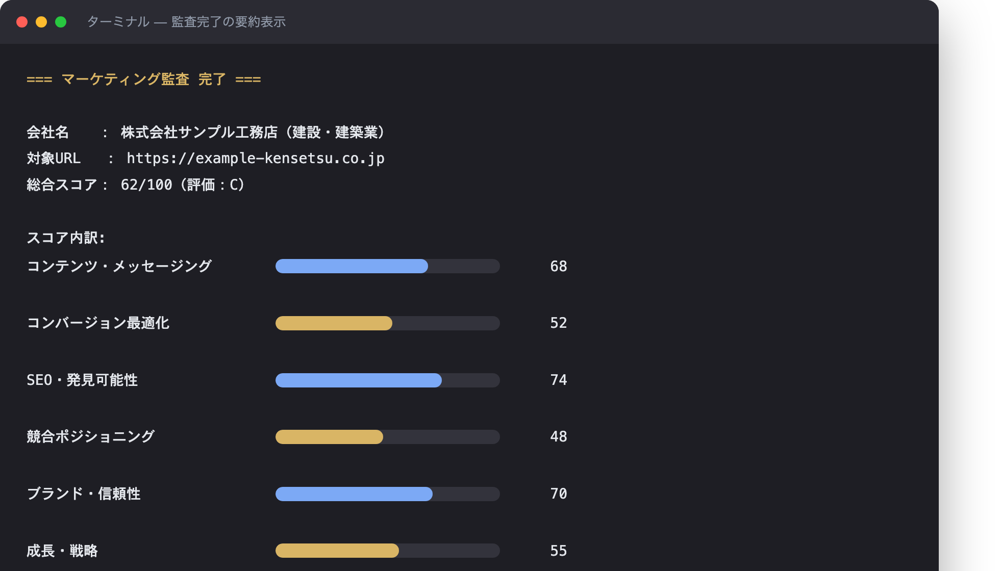 ターミナル — 監査完了の要約表示
=== マーケティング監査 完了 ===
会社名 : 株式会社サンプル工務店（建設・建築業）
対象URL : https://example-kensetsu.co.jp
総合スコア : 62/100（評価：C）
スコア内訳:
コンテンツ・メッセージング 68
コンバージョン最適化 52
SEO・発見可能性 74
競合ポジショニング 48
ブランド・信頼性 70
成長・戦略 55